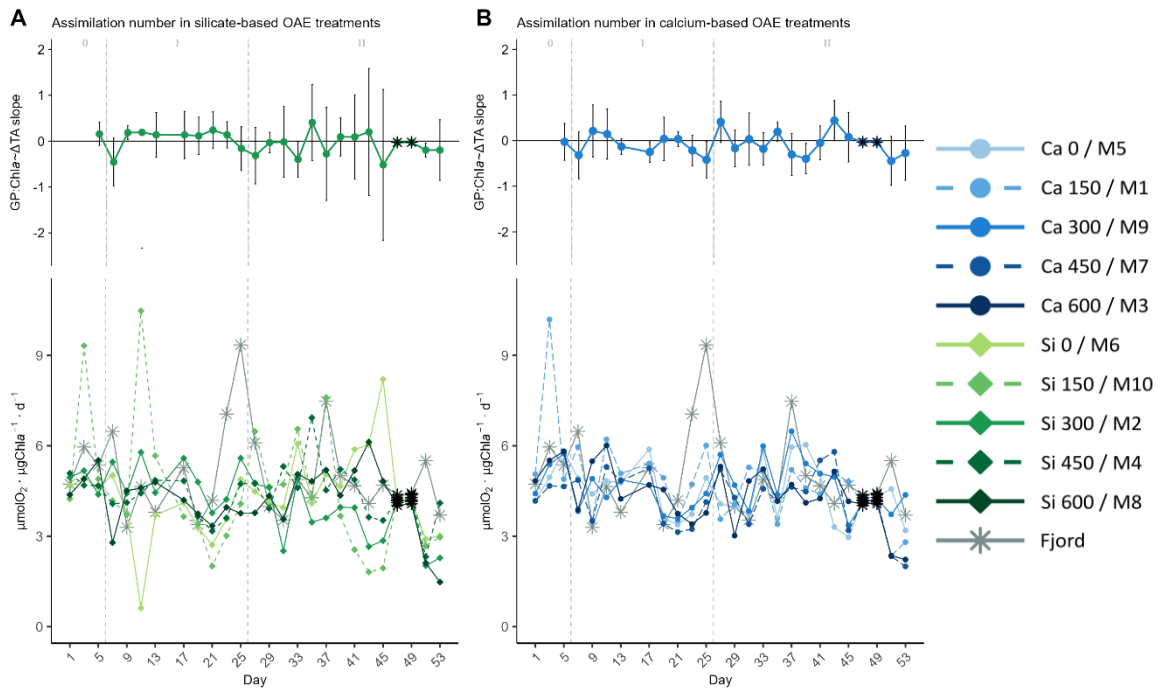 A
Assimilation number in silicate-based OAE treatments
0
I
II
GP:Chla~ΔTA slope
2
1
0
-1
-2
μmolO₂ · μgChla⁻¹ · d⁻¹
9
6
3
0
1
5
9
13
17
21
25
29
33
37
41
45
49
53
Day
B
Assimilation number in calcium-based OAE treatments
0
I
II
GP:Chla~ΔTA slope
2
1
0
-1
-2
μmolO₂ · μgChla⁻¹ · d⁻¹
9
6
3
0
1
5
9
13
17
21
25
29
33
37
41
45
49
53
Day
Ca 0 / M5
Ca 150 / M1
Ca 300 / M9
Ca 450 / M7
Ca 600 / M3
Si 0 / M6
Si 150 / M10
Si 300 / M2
Si 450 / M4
Si 600 / M8
Fjord